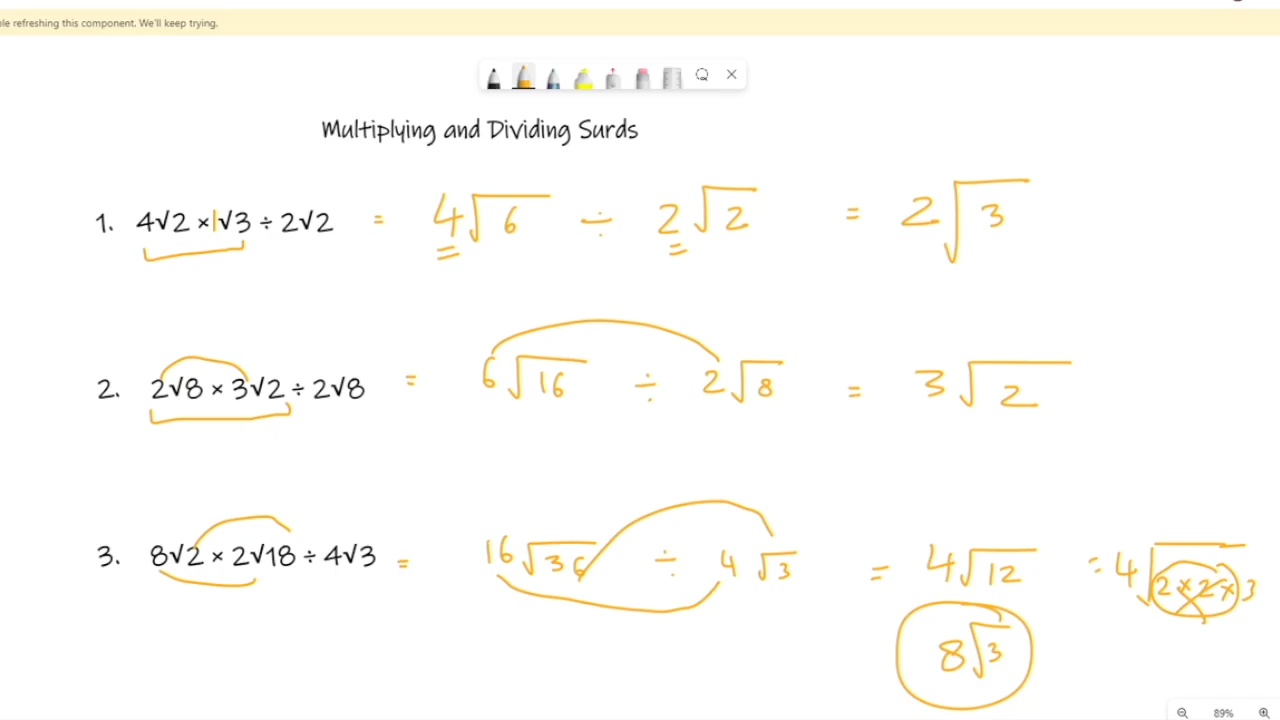 le refreshing this component. We'll keep trying.
Multiplying and Dividing Surds
1. 4√2 ×1√3 ÷ 2√2 = 4√6 ÷ 2√2 = 2√3
2. 2√8 × 3√2 ÷ 2√8 = 6√16 ÷ 2√8 = 3√2
3. 8√2 × 2√18 ÷ 4√3 = 16√36 ÷ 4√3 = 4√12 = 4√2×2×3
8√3
89%